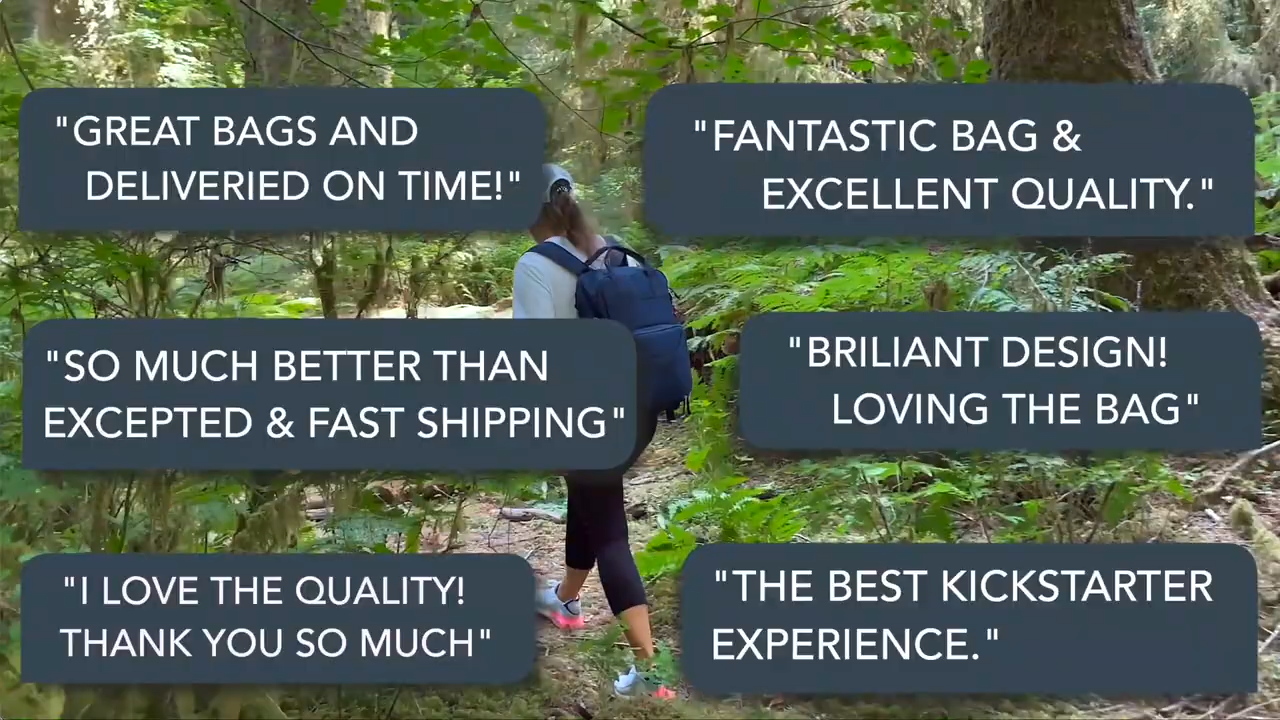 "GREAT BAGS AND
DELIVERIED ON TIME!"
"FANTASTIC BAG &
EXCELLENT QUALITY."
"SO MUCH BETTER THAN
EXCEPTED & FAST SHIPPING"
"BRILIANT DESIGN!
LOVING THE BAG"
"I LOVE THE QUALITY!
THANK YOU SO MUCH"
"THE BEST KICKSTARTER
EXPERIENCE."